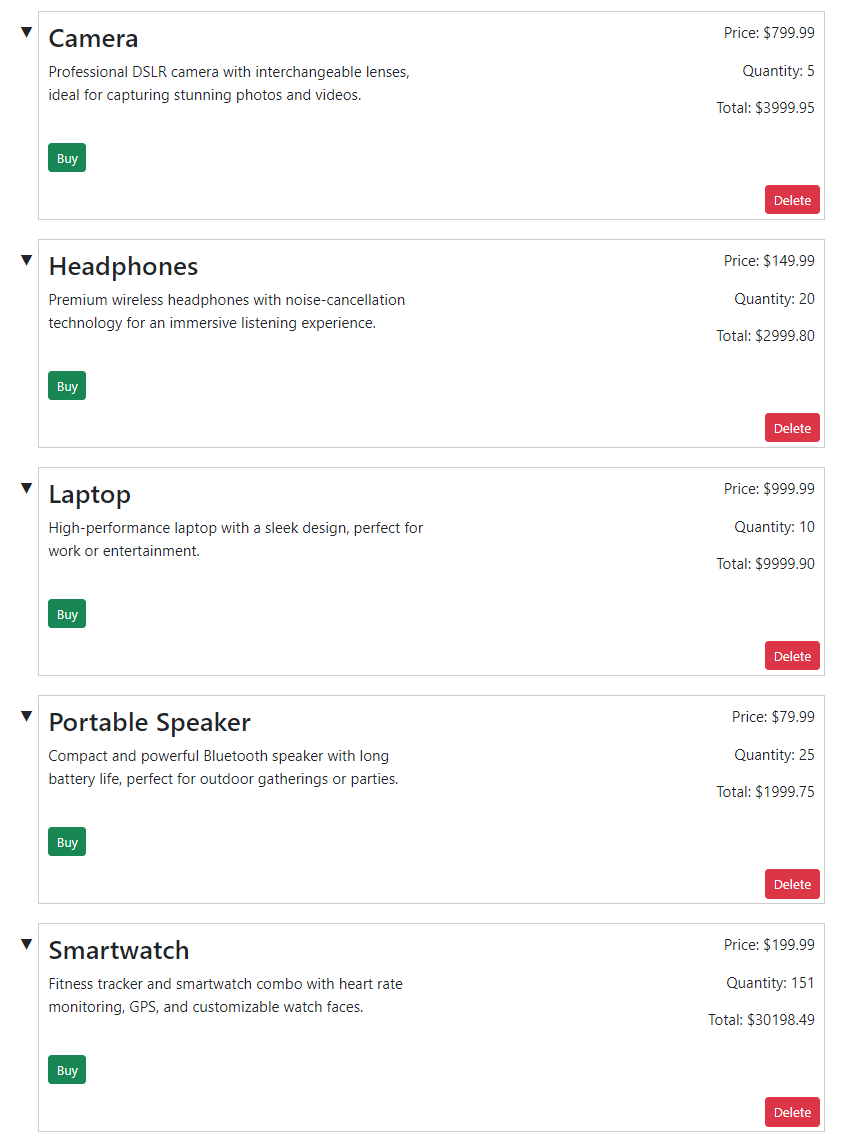 Camera
Price: $799.99
Professional DSLR camera with interchangeable lenses,
ideal for capturing stunning photos and videos.
Quantity: 5
Total: $3999.95
Buy
Delete
Headphones
Price: $149.99
Premium wireless headphones with noise-cancellation
technology for an immersive listening experience.
Quantity: 20
Total: $2999.80
Buy
Delete
Laptop
Price: $999.99
High-performance laptop with a sleek design, perfect for
work or entertainment.
Quantity: 10
Total: $9999.90
Buy
Delete
Portable Speaker
Price: $79.99
Compact and powerful Bluetooth speaker with long
battery life, perfect for outdoor gatherings or parties.
Quantity: 25
Total: $1999.75
Buy
Delete
Smartwatch
Price: $199.99
Fitness tracker and smartwatch combo with heart rate
monitoring, GPS, and customizable watch faces.
Quantity: 151
Total: $30198.49
Buy
Delete